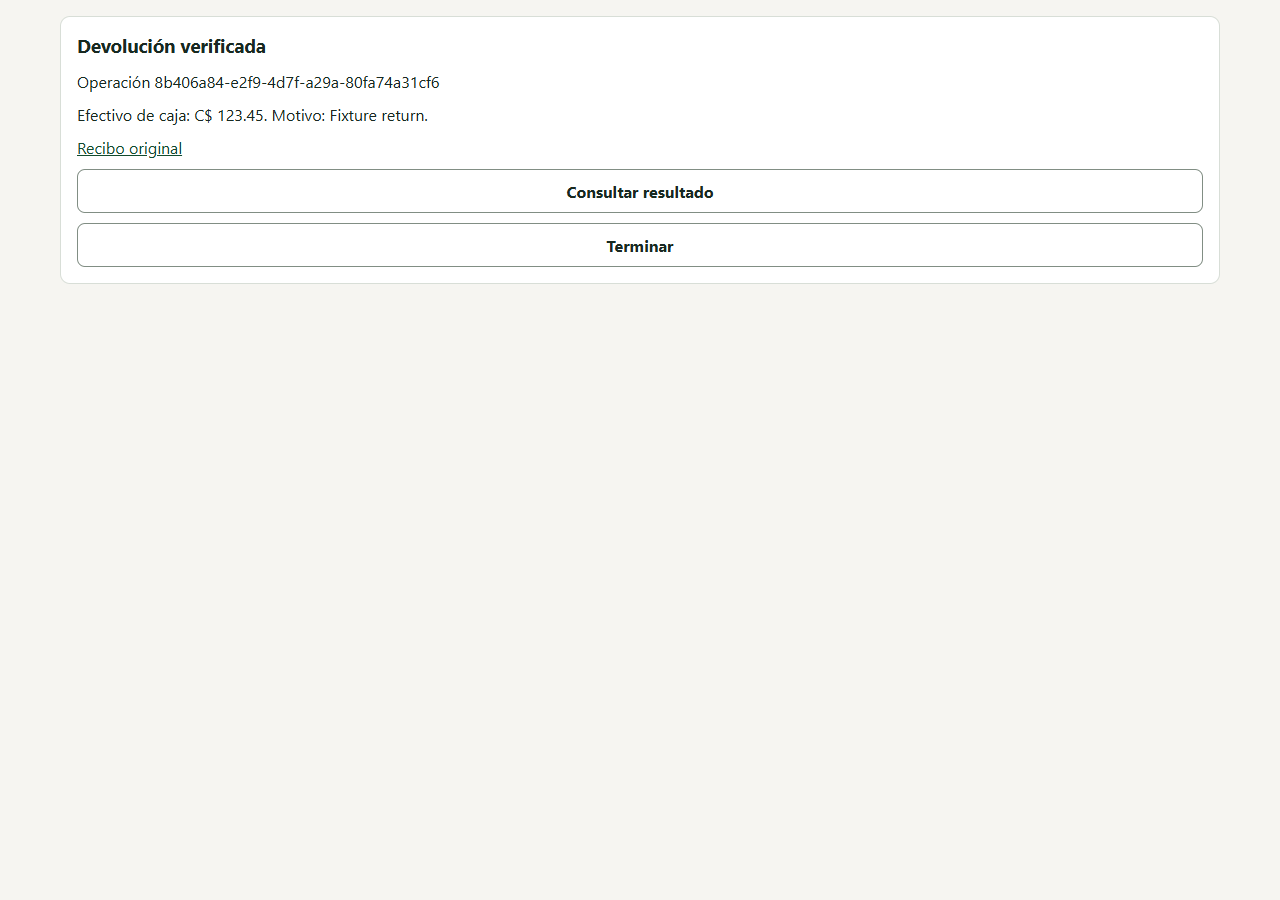 Devolución verificada
Operación 8b406a84-e2f9-4d7f-a29a-80fa74a31cf6
Efectivo de caja: C$ 123.45. Motivo: Fixture return.
Recibo original
Consultar resultado
Terminar